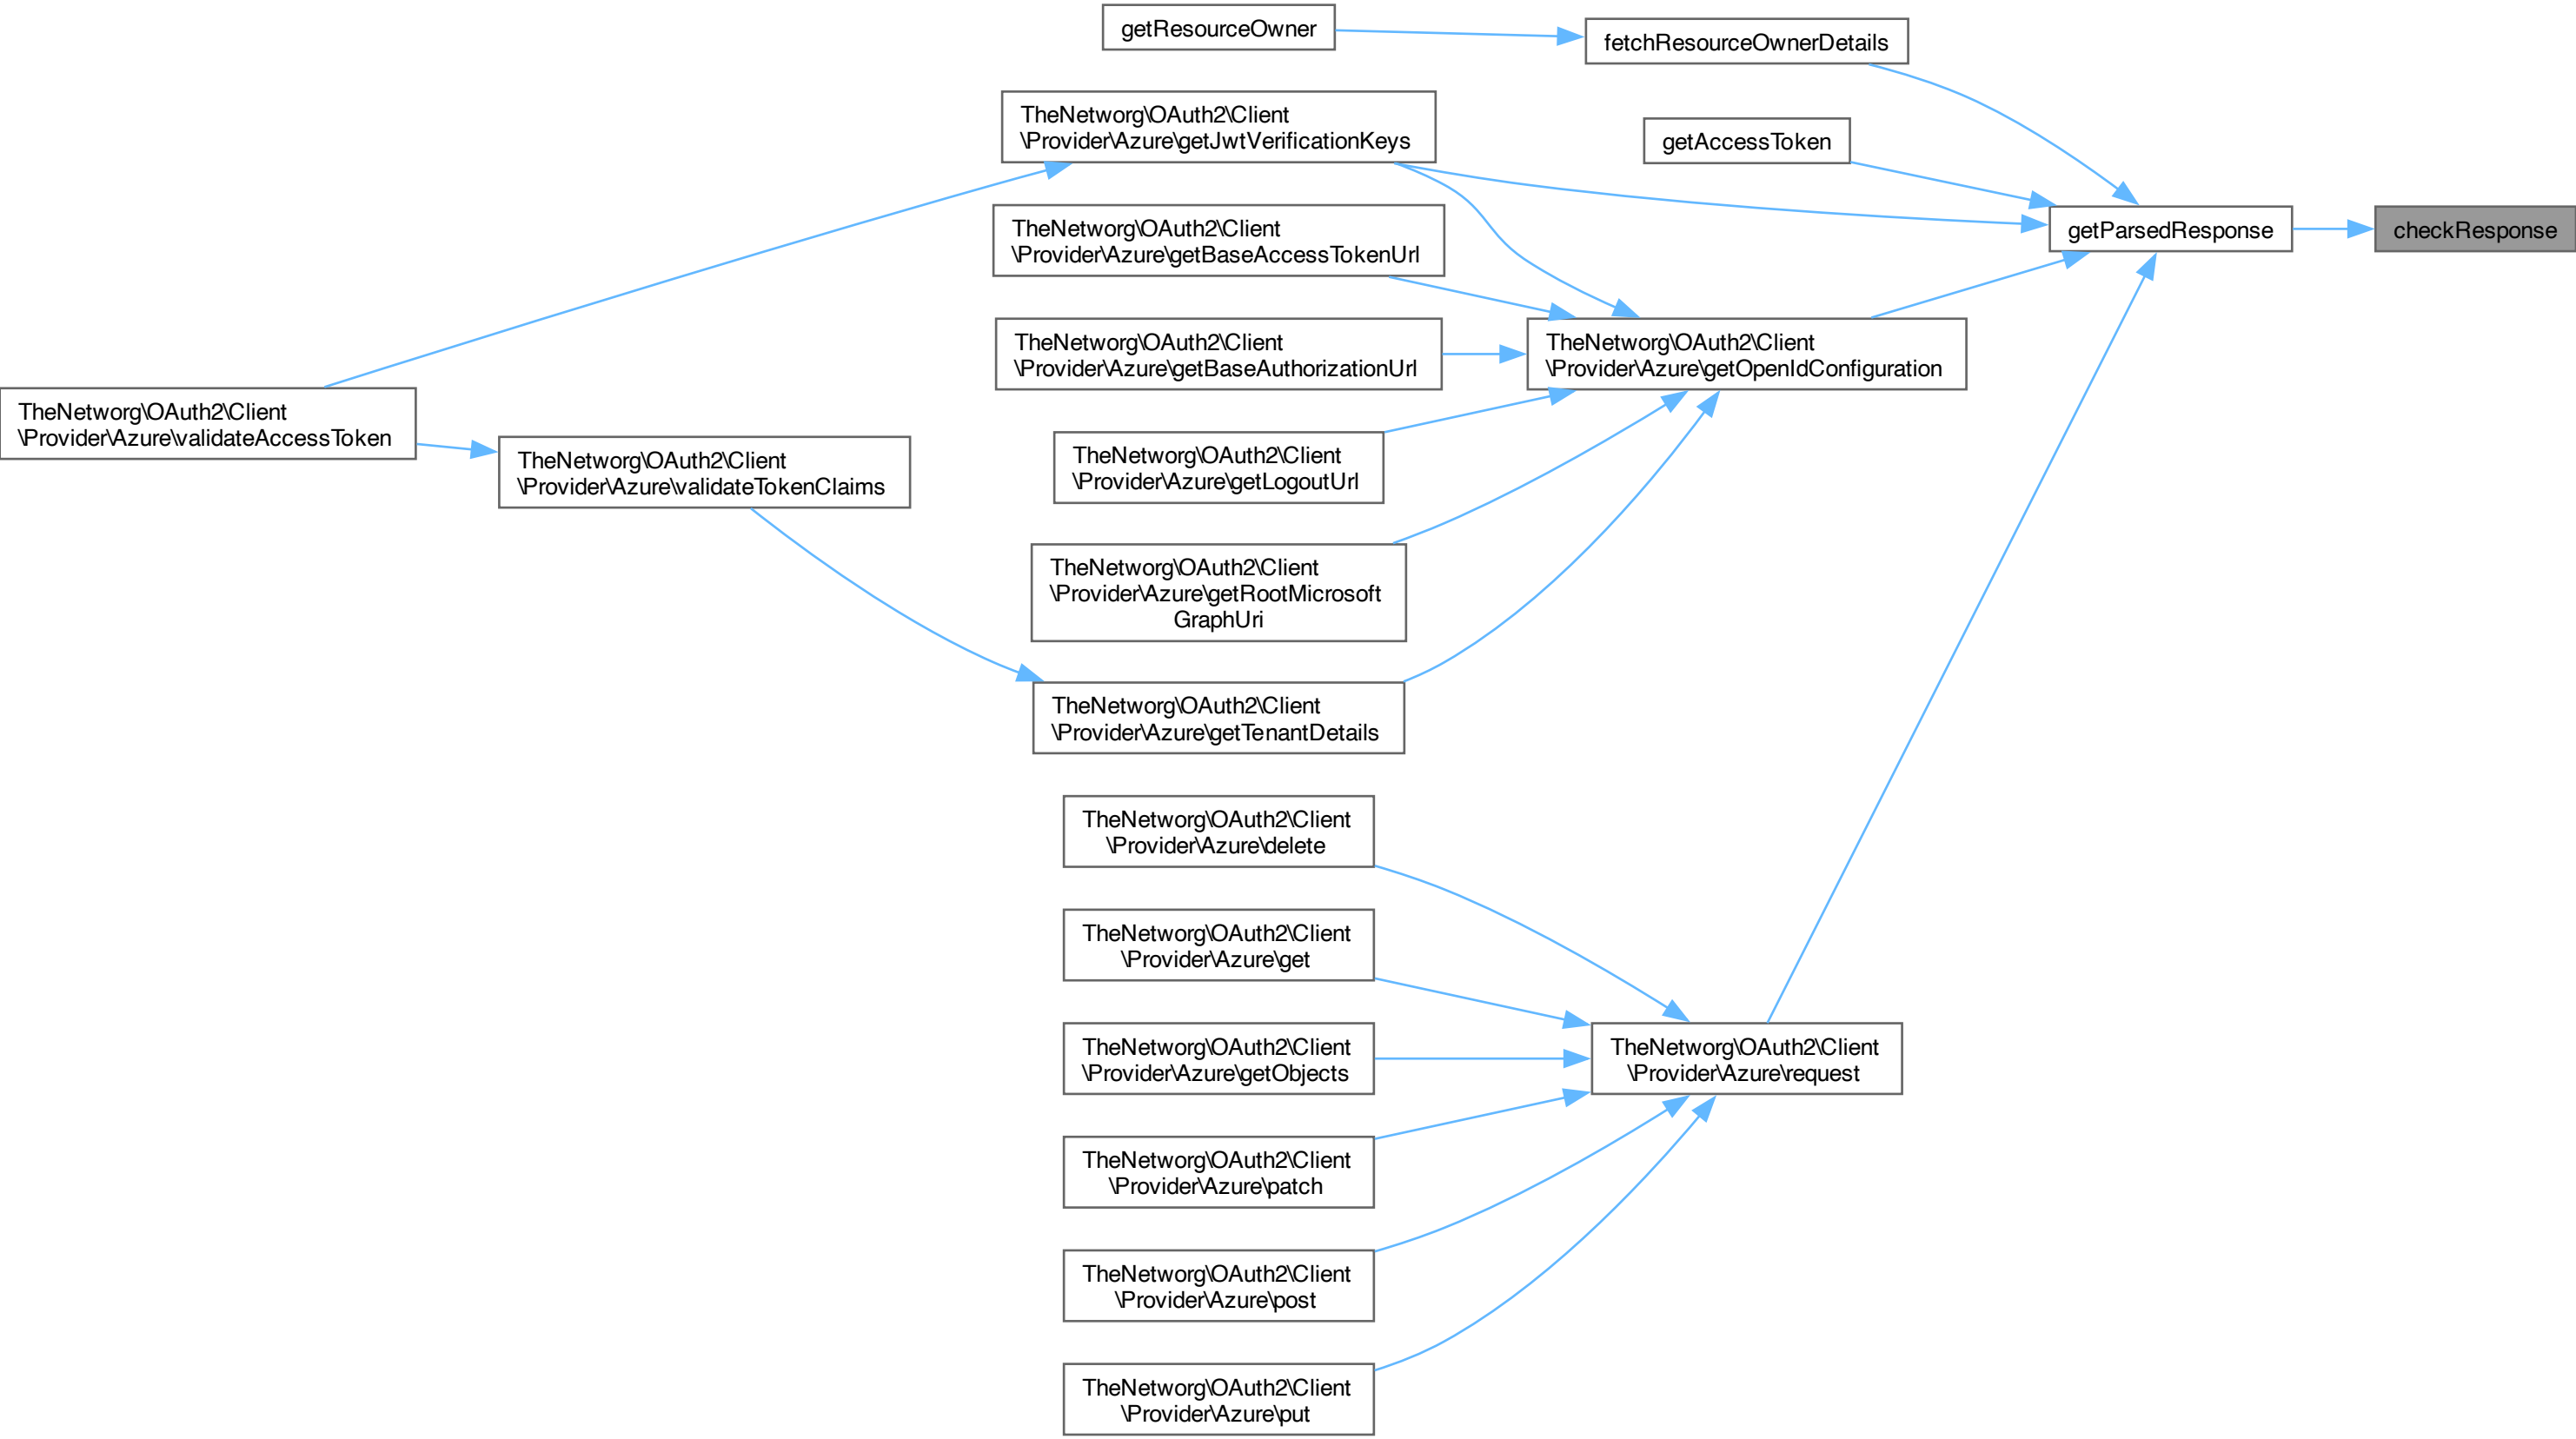 getResourceOwner
fetchResourceOwnerDetails
TheNetworg\OAuth2\Client
\Provider\Azure\getJwtVerificationKeys
getAccessToken
TheNetworg\OAuth2\Client
\Provider\Azure\getBaseAccessTokenUrl
getParsedResponse
checkResponse
TheNetworg\OAuth2\Client
\Provider\Azure\getBaseAuthorizationUrl
TheNetworg\OAuth2\Client
\Provider\Azure\getOpenIdConfiguration
TheNetworg\OAuth2\Client
\Provider\Azure\validateAccessToken
TheNetworg\OAuth2\Client
\Provider\Azure\validateTokenClaims
TheNetworg\OAuth2\Client
\Provider\Azure\getLogoutUrl
TheNetworg\OAuth2\Client
\Provider\Azure\getRootMicrosoft
GraphUri
TheNetworg\OAuth2\Client
\Provider\Azure\getTenantDetails
TheNetworg\OAuth2\Client
\Provider\Azure\delete
TheNetworg\OAuth2\Client
\Provider\Azure\get
TheNetworg\OAuth2\Client
\Provider\Azure\getObjects
TheNetworg\OAuth2\Client
\Provider\Azure\request
TheNetworg\OAuth2\Client
\Provider\Azure\patch
TheNetworg\OAuth2\Client
\Provider\Azure\post
TheNetworg\OAuth2\Client
\Provider\Azure\put